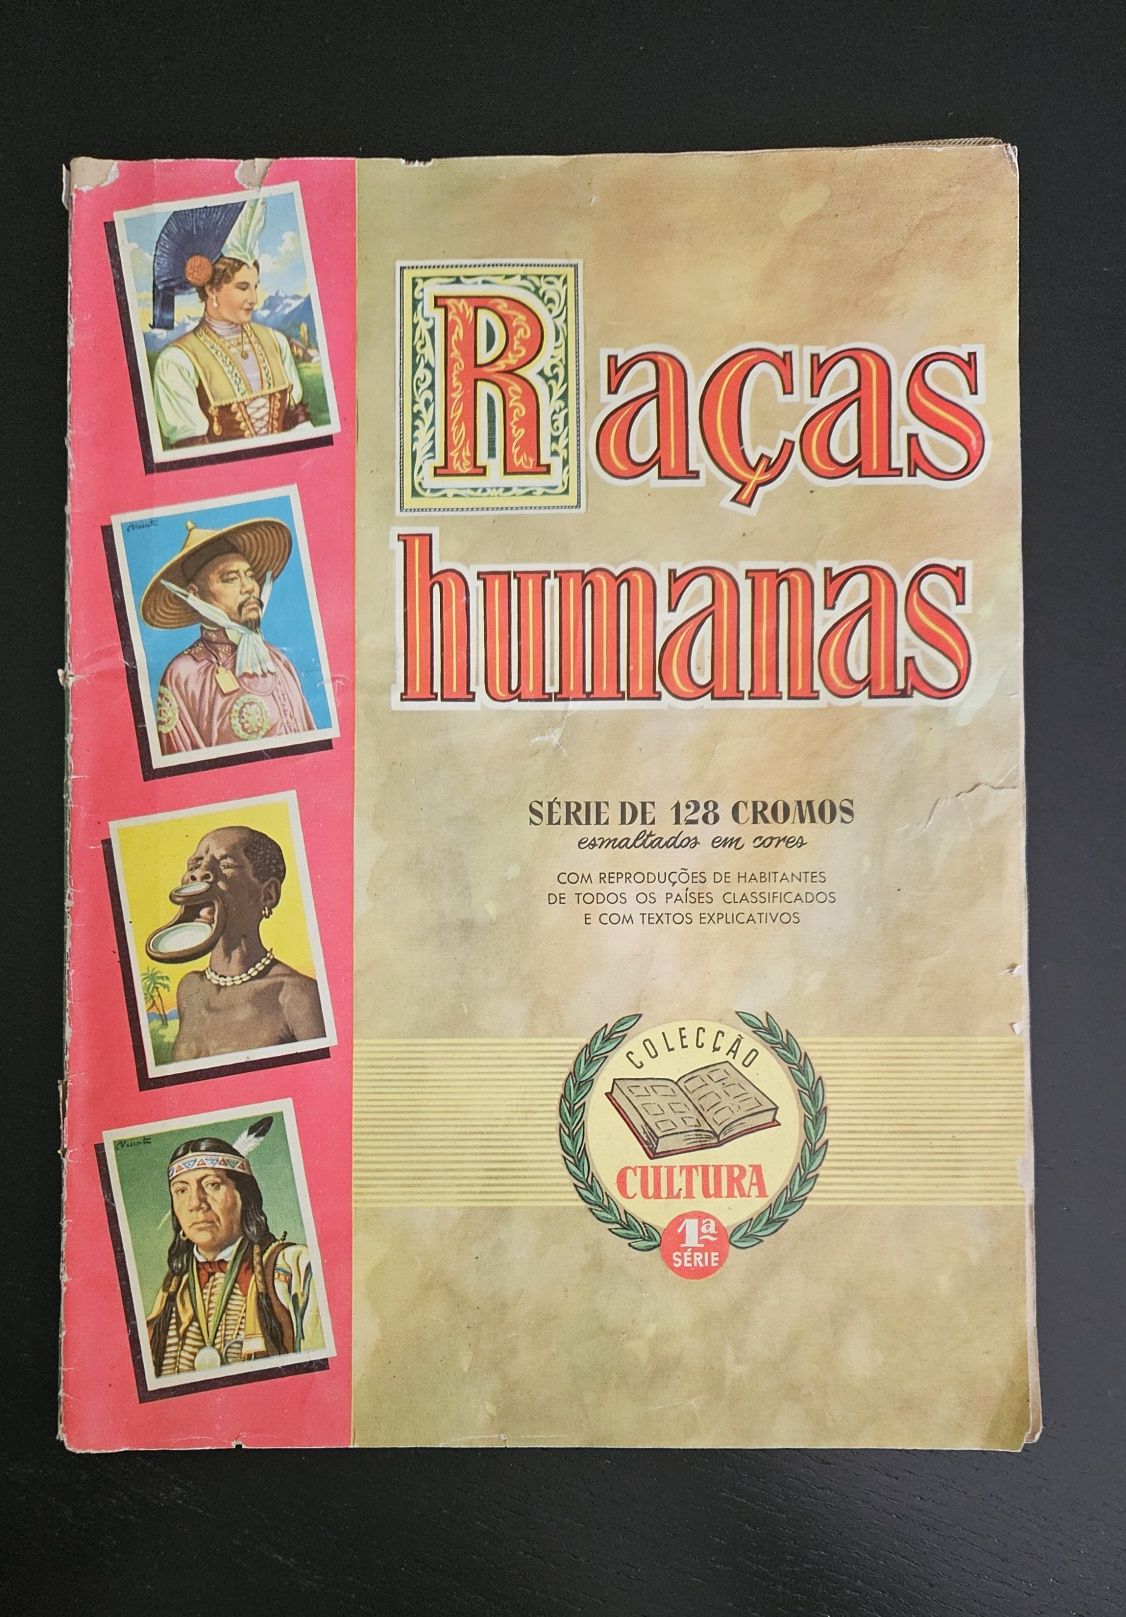 Raças
humanas
SÉRIE DE 128 CROMOS
esmaltados em cores
COM REPRODUÇÕES DE HABITANTES
DE TODOS OS PAÍSES CLASSIFICADOS
E COM TEXTOS EXPLICATIVOS
COLECÇÃO
CULTURA
1ª
SÉRIE